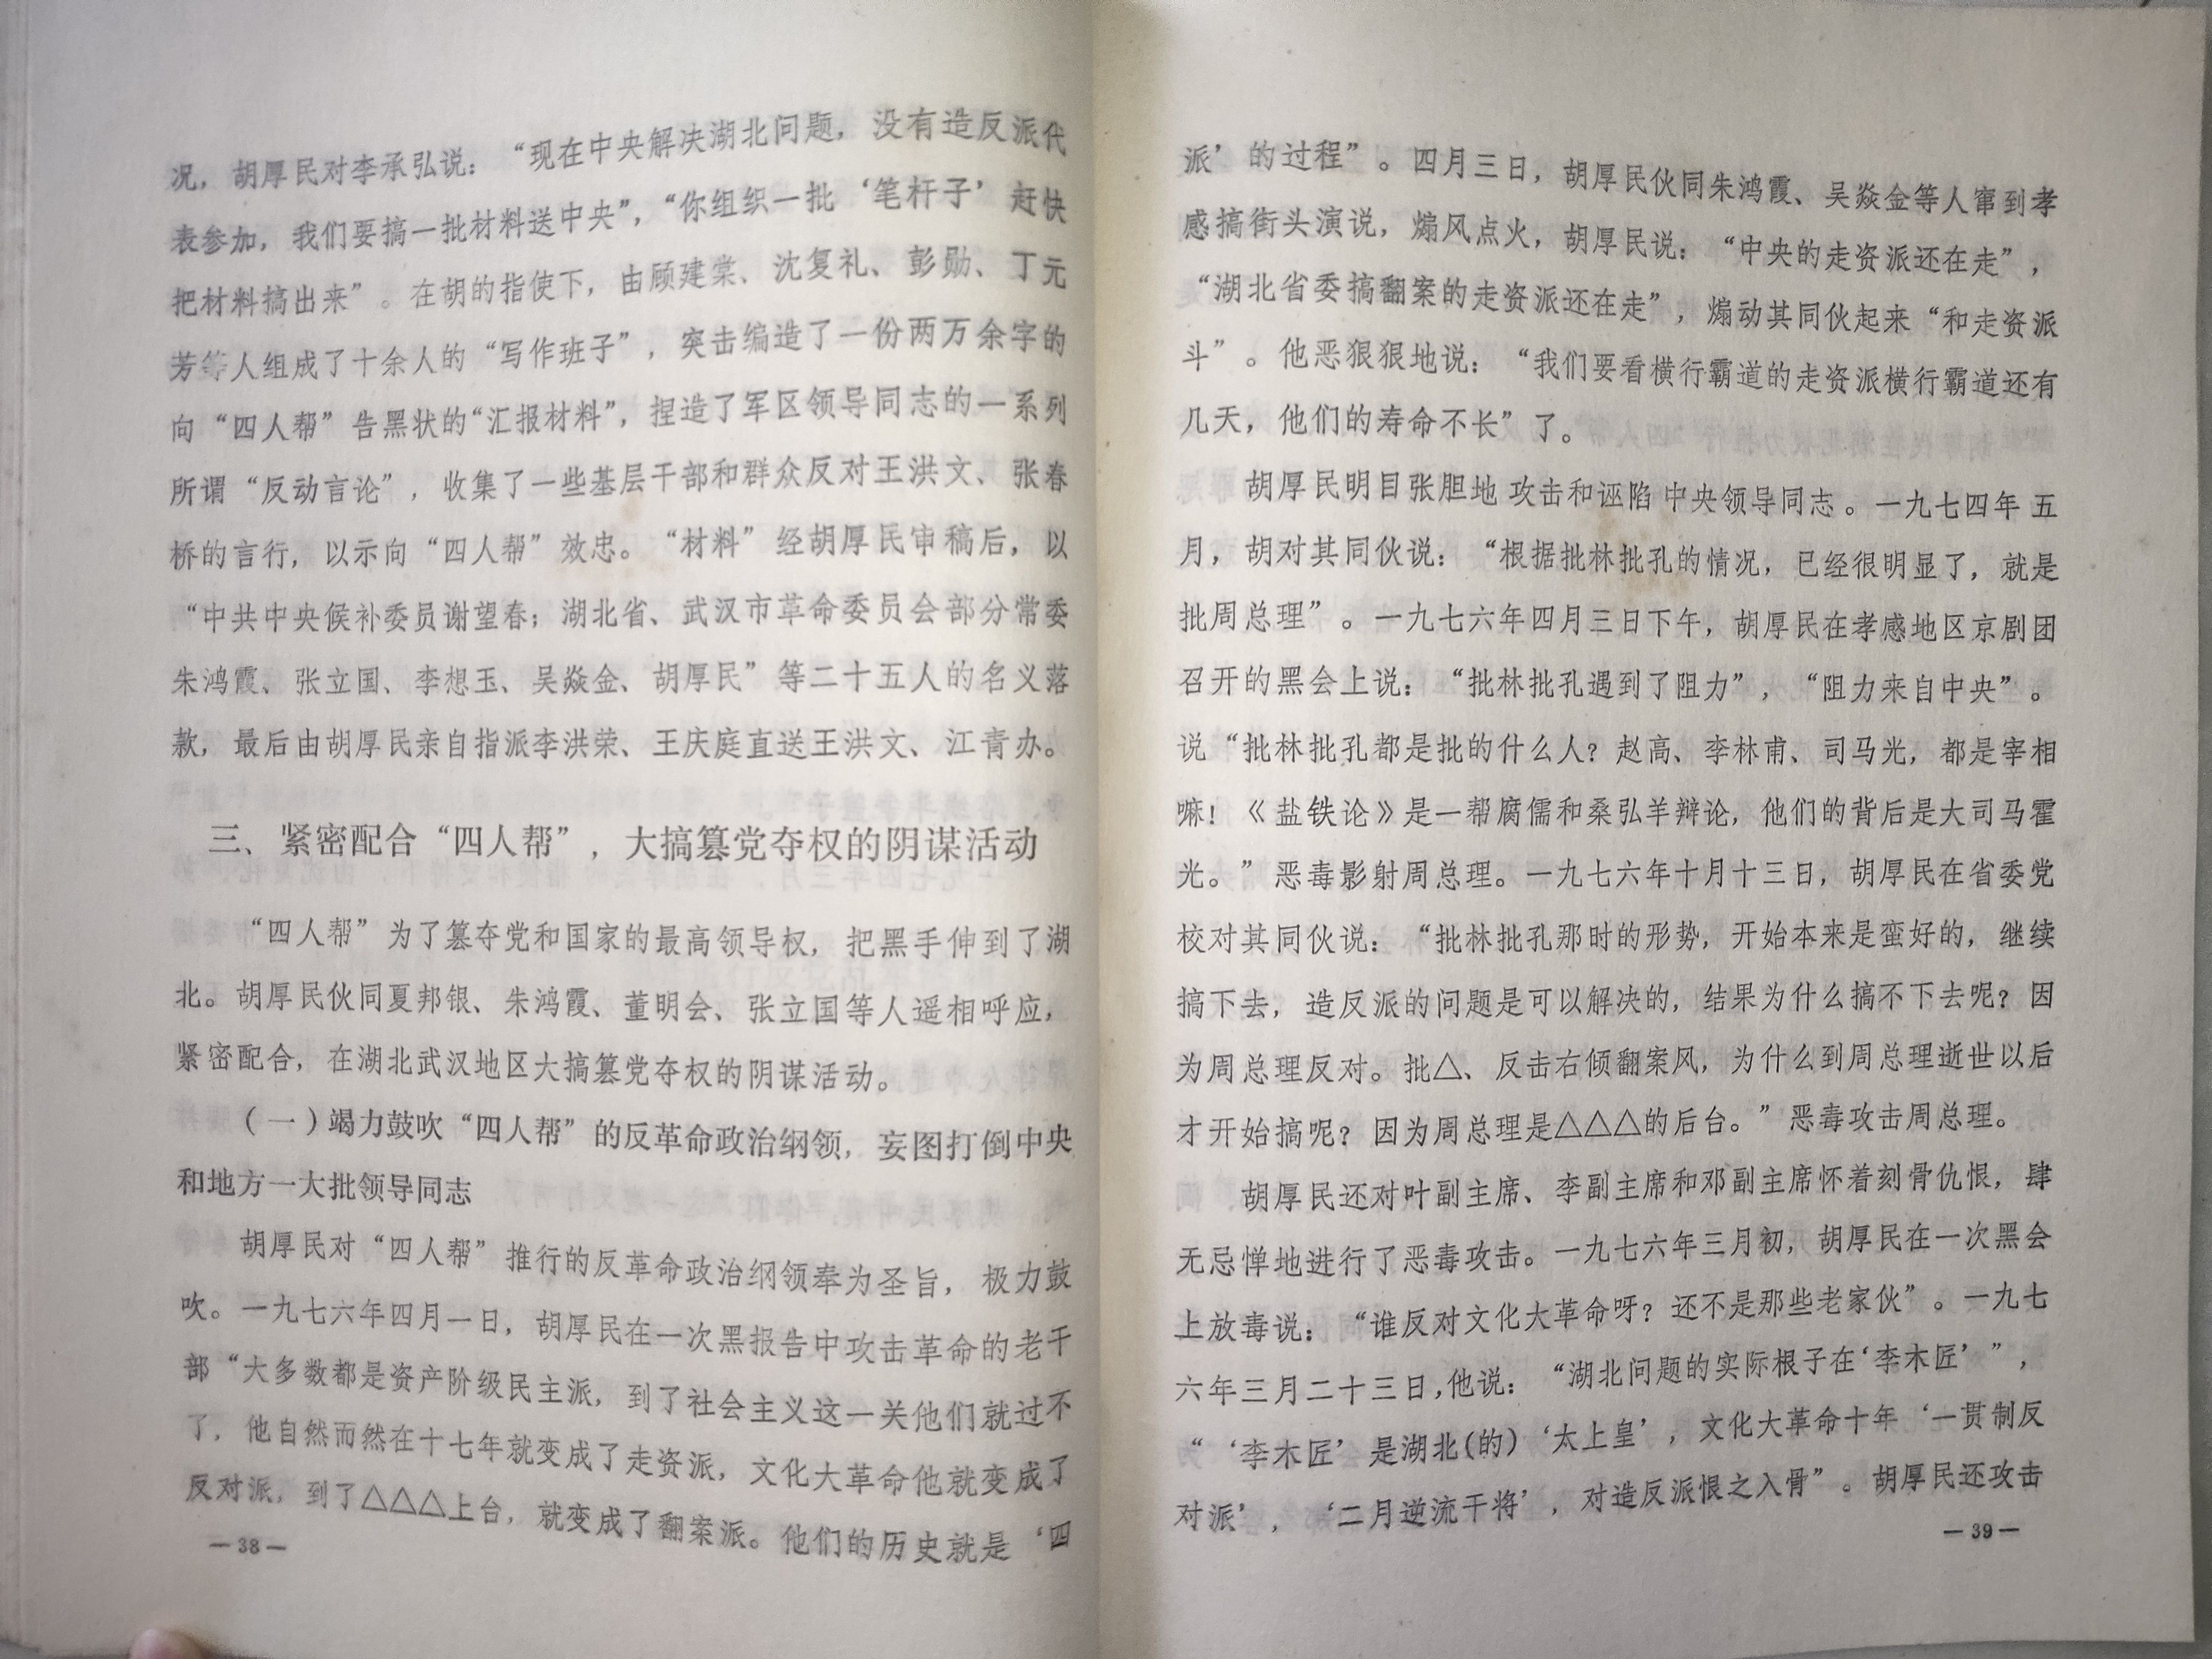 况，胡厚民对李承弘说：“现在中央解决湖北问题，没有造反派代
表参加，我们要搞一批材料送中央”，“你组织一批‘笔杆子’赶快
把材料搞出来”。在胡的指使下，由顾建棠、沈复礼、彭勋、丁元
芳等人组成了十余人的“写作班子”，突击编造了一份两万余字的
向“四人帮”告黑状的“汇报材料”，捏造了军区领导同志的一系列
所谓“反动言论”，收集了一些基层干部和群众反对王洪文、张春
桥的言行，以示向“四人帮”效忠。“材料”经胡厚民审稿后，以
“中共中央候补委员谢望春；湖北省、武汉市革命委员会部分常委
朱鸿霞、张立国、李想玉、吴焱金、胡厚民”等二十五人的名义落
款，最后由胡厚民亲自指派李洪荣、王庆庭直送王洪文、江青办。
三、紧密配合“四人帮”，大搞篡党夺权的阴谋活动
“四人帮”为了篡夺党和国家的最高领导权，把黑手伸到了湖
北。胡厚民伙同夏邦银、朱鸿霞、董明会、张立国等人遥相呼应，
紧密配合，在湖北武汉地区大搞篡党夺权的阴谋活动。
（一）竭力鼓吹“四人帮”的反革命政治纲领，妄图打倒中央
和地方一大批领导同志
胡厚民对“四人帮”推行的反革命政治纲领奉为圣旨，极力鼓
吹。一九七六年四月一日，胡厚民在一次黑报告中攻击革命的老干
部“大多数都是资产阶级民主派，到了社会主义这一关他们就过不
了，他自然而然在十七年就变成了走资派，文化大革命他就变成了
反对派，到了△△△上台，就变成了翻案派。他们的历史就是‘四
—38—
派’的过程”。四月三日，胡厚民伙同朱鸿霞、吴焱金等人窜到孝
感搞街头演说，煽风点火，胡厚民说：“中央的走资派还在走”，
“湖北省委搞翻案的走资派还在走”，煽动其同伙起来“和走资派
斗”。他恶狠狠地说：“我们要看横行霸道的走资派横行霸道还有
几天，他们的寿命不长”了。
胡厚民明目张胆地攻击和诬陷中央领导同志。一九七四年五
月，胡对其同伙说：“根据批林批孔的情况，已经很明显了，就是
批周总理”。一九七六年四月三日下午，胡厚民在孝感地区京剧团
召开的黑会上说：“批林批孔遇到了阻力”，“阻力来自中央”。
说“批林批孔都是批的什么人？赵高、李林甫、司马光，都是宰相
嘛！《盐铁论》是一帮腐儒和桑弘羊辩论，他们的背后是大司马霍
光。”恶毒影射周总理。一九七六年十月十三日，胡厚民在省委党
校对其同伙说：“批林批孔那时的形势，开始本来是蛮好的，继续
搞下去，造反派的问题是可以解决的，结果为什么搞不下去呢？因
为周总理反对。批△、反击右倾翻案风，为什么到周总理逝世以后
才开始搞呢？因为周总理是△△△的后台。”恶毒攻击周总理。
胡厚民还对叶副主席、李副主席和邓副主席怀着刻骨仇恨，肆
无忌惮地进行了恶毒攻击。一九七六年三月初，胡厚民在一次黑会
上放毒说：“谁反对文化大革命呀？还不是那些老家伙”。一九七
六年三月二十三日，他说：“湖北问题的实际根子在‘李木匠’”，
“‘李木匠’是湖北(的)‘太上皇’，文化大革命十年‘一贯制反
对派’，‘二月逆流干将’，对造反派恨之入骨”。胡厚民还攻击
—39—